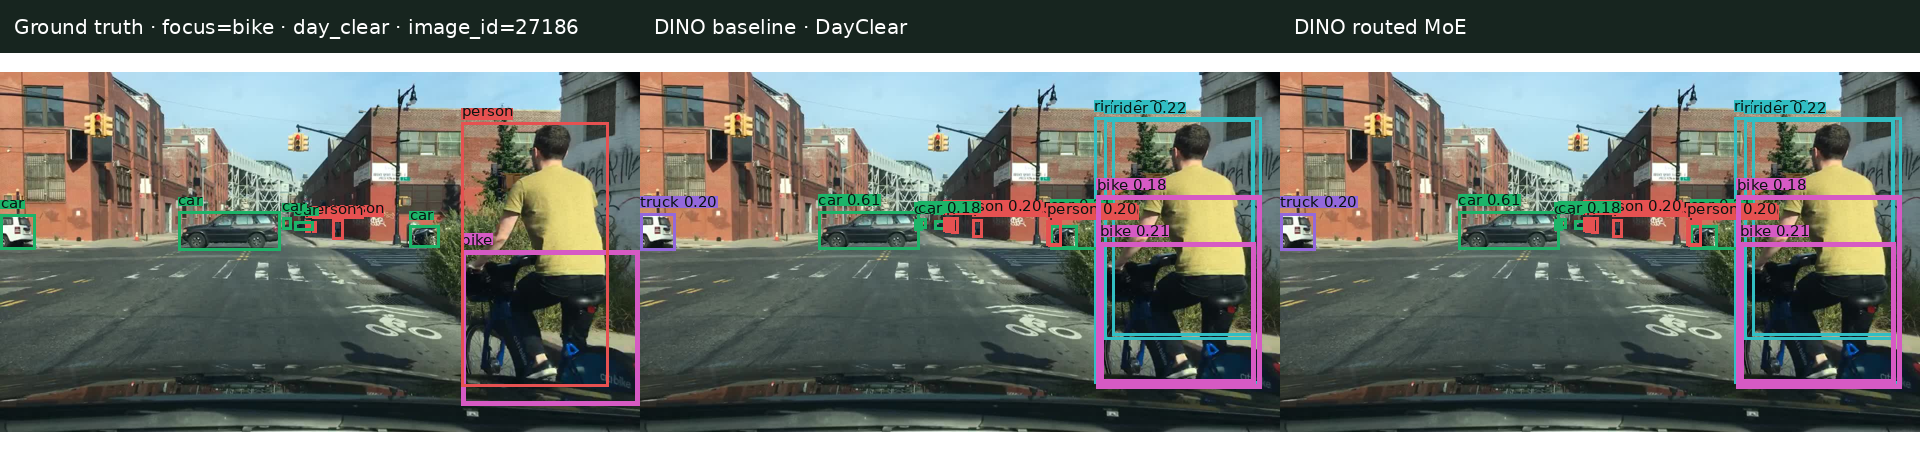 Ground truth · focus=bike · day_clear · image_id=27186
DINO baseline · DayClear
DINO routed MoE
person
car
car
car
car
person
car
bike
rider 0.22
bike 0.18
truck 0.20
car 0.61
car 0.18
person 0.20
bike 0.21
rider 0.22
bike 0.18
truck 0.20
car 0.61
car 0.18
person 0.20
bike 0.21